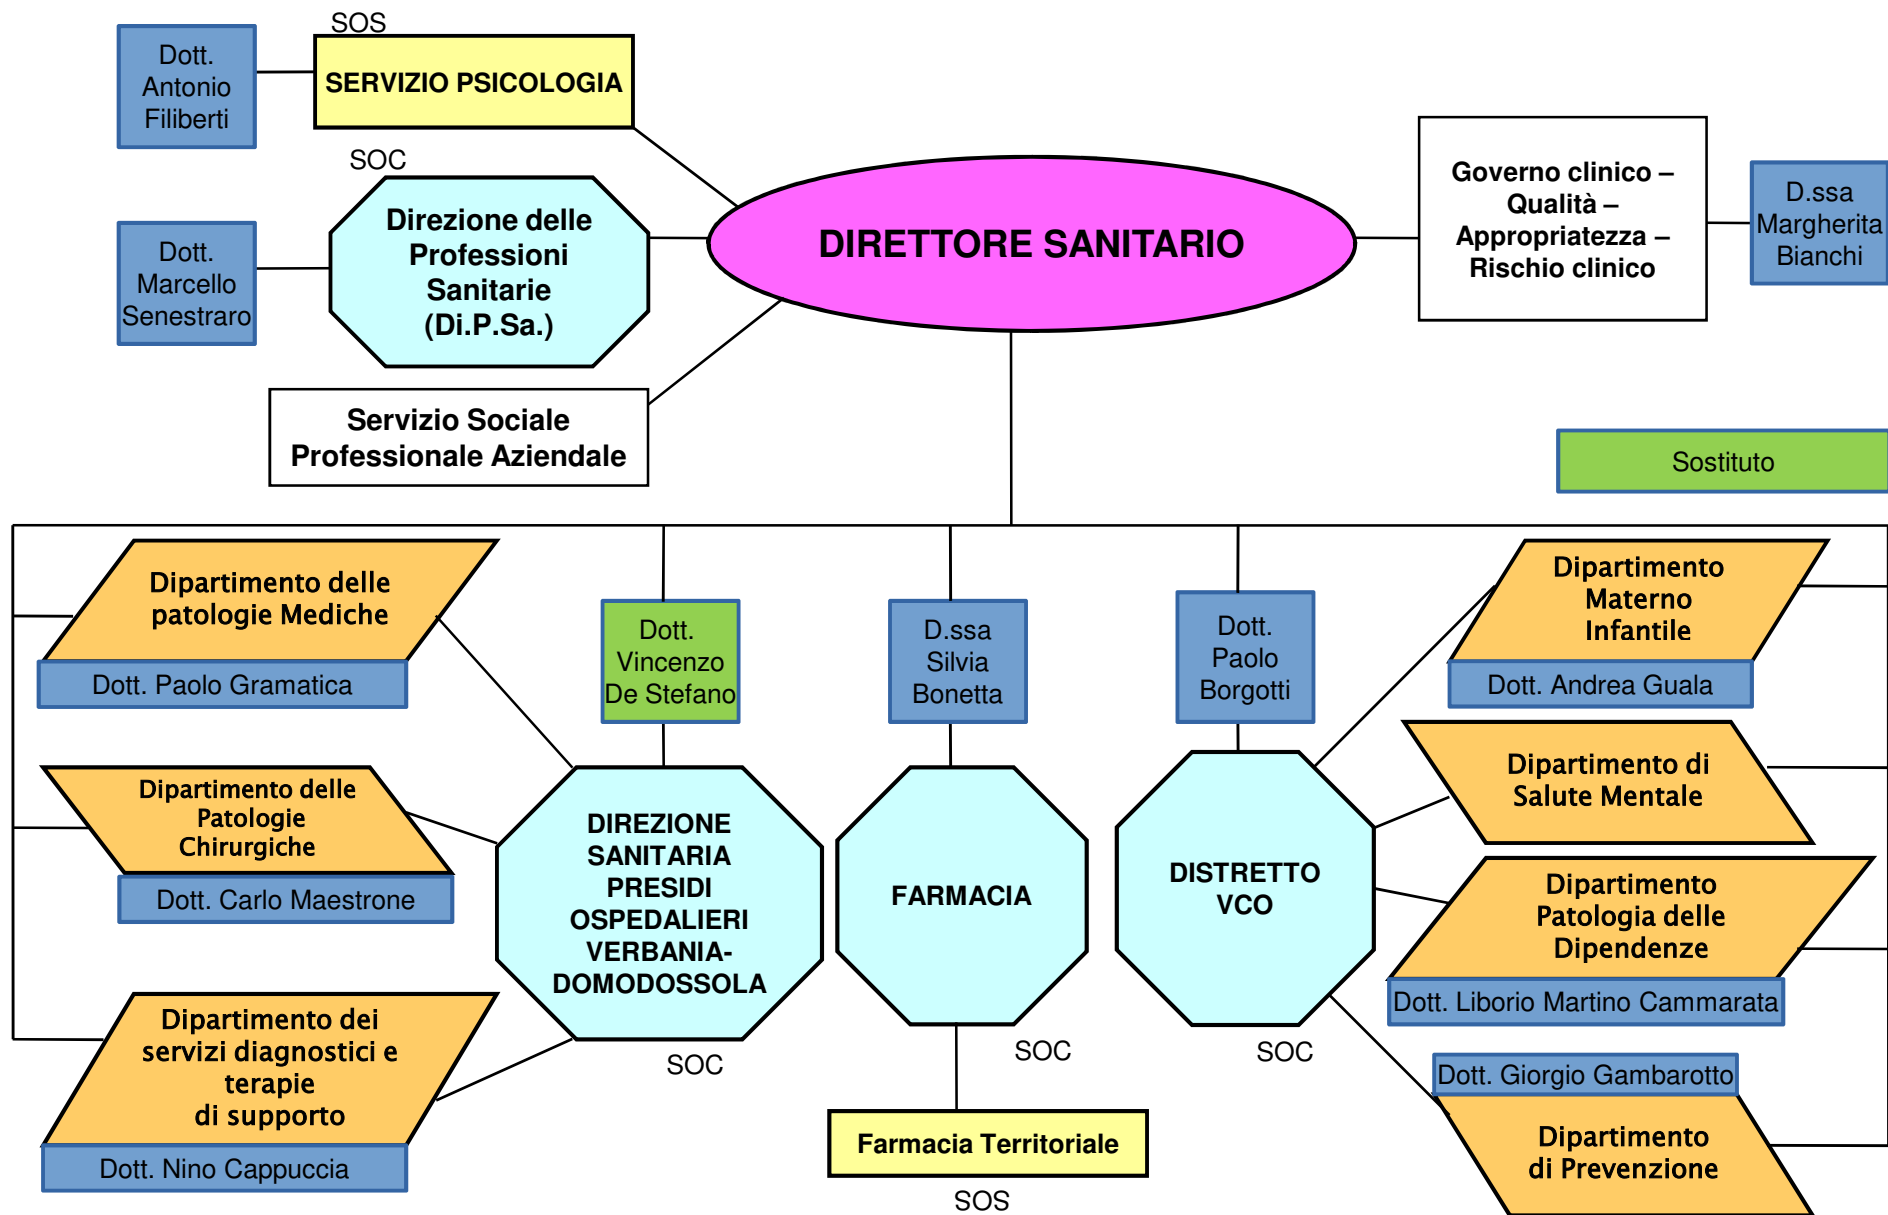 SOS
Dott.
Antonio
Filiberti
SERVIZIO PSICOLOGIA
SOC
Dott.
Marcello
Senestraro
Direzione delle
Professioni
Sanitarie
(Di.P.Sa.)
DIRETTORE SANITARIO
Governo clinico –
Qualità –
Appropriatezza –
Rischio clinico
D.ssa
Margherita
Bianchi
Servizio Sociale
Professionale Aziendale
Sostituto
Dipartimento delle
patologie Mediche
Dott. Paolo Gramatica
Dott.
Vincenzo
De Stefano
D.ssa
Silvia
Bonetta
Dott.
Paolo
Borgotti
Dipartimento
Materno
Infantile
Dott. Andrea Guala
Dipartimento delle
Patologie
Chirurgiche
Dott. Carlo Maestrone
DIREZIONE
SANITARIA
PRESIDI
OSPEDALIERI
VERBANIA-
DOMODOSSOLA
SOC
FARMACIA
SOC
DISTRETTO
VCO
SOC
Dipartimento di
Salute Mentale
Dipartimento
Patologia delle
Dipendenze
Dott. Liborio Martino Cammarata
Dipartimento dei
servizi diagnostici e
terapie
di supporto
Dott. Nino Cappuccia
Farmacia Territoriale
SOS
Dott. Giorgio Gambarotto
Dipartimento
di Prevenzione